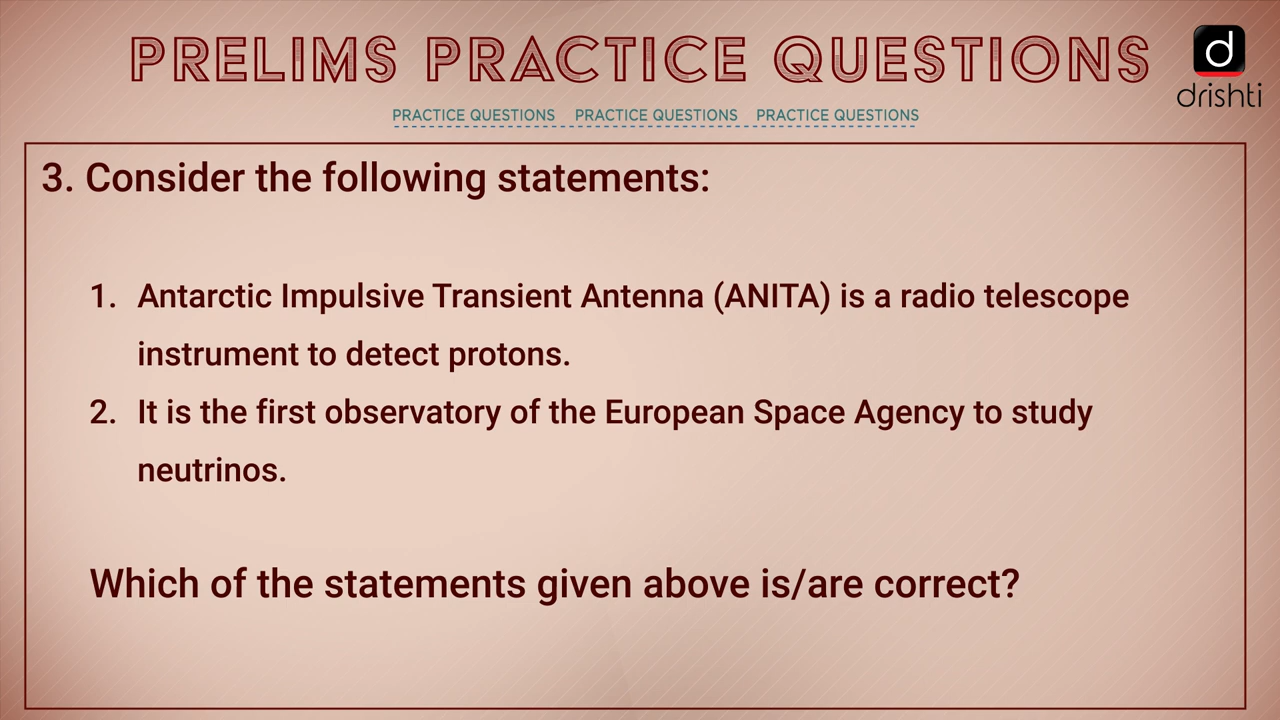 PRELIMS PRACTICE QUESTIONS
d
drishti
PRACTICE QUESTIONS PRACTICE QUESTIONS PRACTICE QUESTIONS
3. Consider the following statements:
1. Antarctic Impulsive Transient Antenna (ANITA) is a radio telescope
instrument to detect protons.
2. It is the first observatory of the European Space Agency to study
neutrinos.
Which of the statements given above is/are correct?